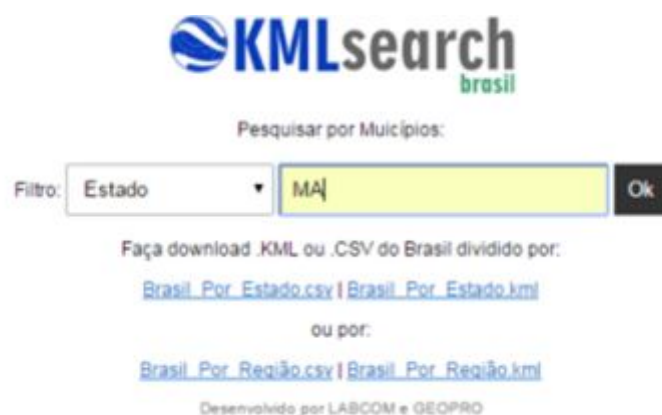 KMLsearch
brasil
Pesquisar por Muicípios:
Filtro: Estado MA Ok
Faça download .KML ou .CSV do Brasil dividido por:
Brasil_Por_Estado.csv | Brasil_Por_Estado.kml
ou por:
Brasil_Por_Região.csv | Brasil_Por_Região.kml
Desenvolvido por LABCOM e GEOPRO